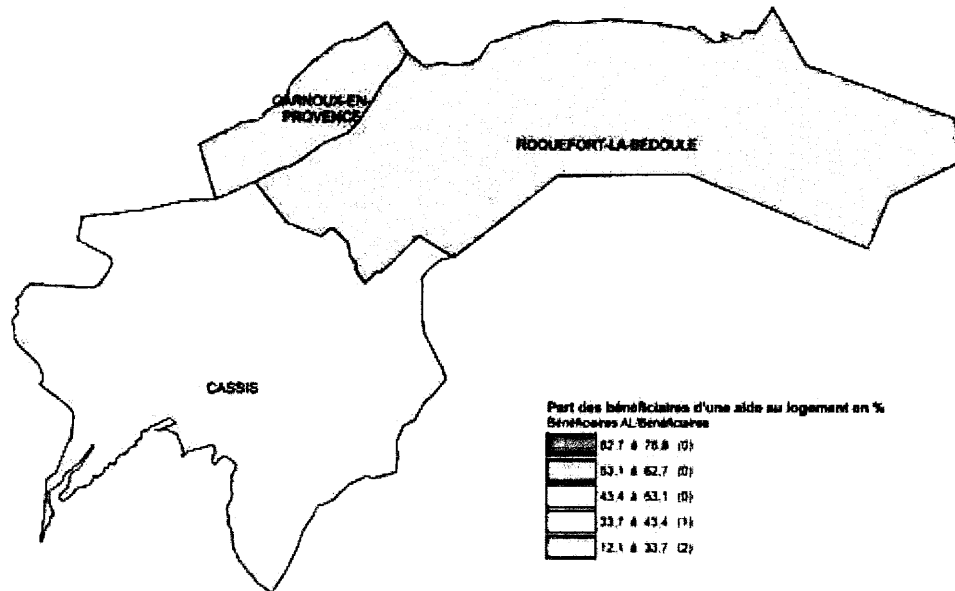 CARNOUX-EN-
PROVENCE
ROQUEFORT-LA-BEDOULE
CASSIS
Part des bénéficiaires d'une aide au logement en %
Bénéficiaires AL/Bénéficiaires
62.7 à 78.8 (0)
53.1 à 62.7 (0)
43.4 à 53.1 (0)
33.7 à 43.4 (1)
12.1 à 33.7 (2)